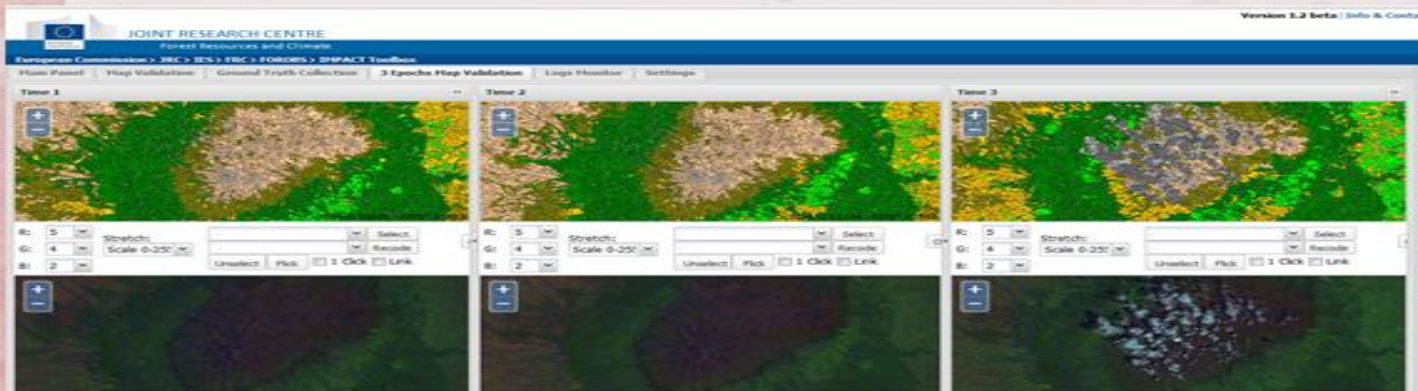 Version 1.2 beta | Info & Conta
JOINT RESEARCH CENTRE
Forest Resources and Climate
European Commission > JRC > IES > FRC > FOROBS > IMPACT Toolbox
Main Panel Map Validation Ground Truth Collection 3 Epochs Map Validation Logs Monitor Settings
Time 1 Time 2 Time 3
R: 5 Stretch: Select R: 5 Stretch: Select R: 5 Stretch: Select
G: 4 Scale 0-255 Recode G: 4 Scale 0-255 Recode G: 4 Scale 0-255 Recode
B: 2 Unselect Pick 1 Click Link B: 2 Unselect Pick 1 Click Link B: 2 Unselect Pick 1 Click Link